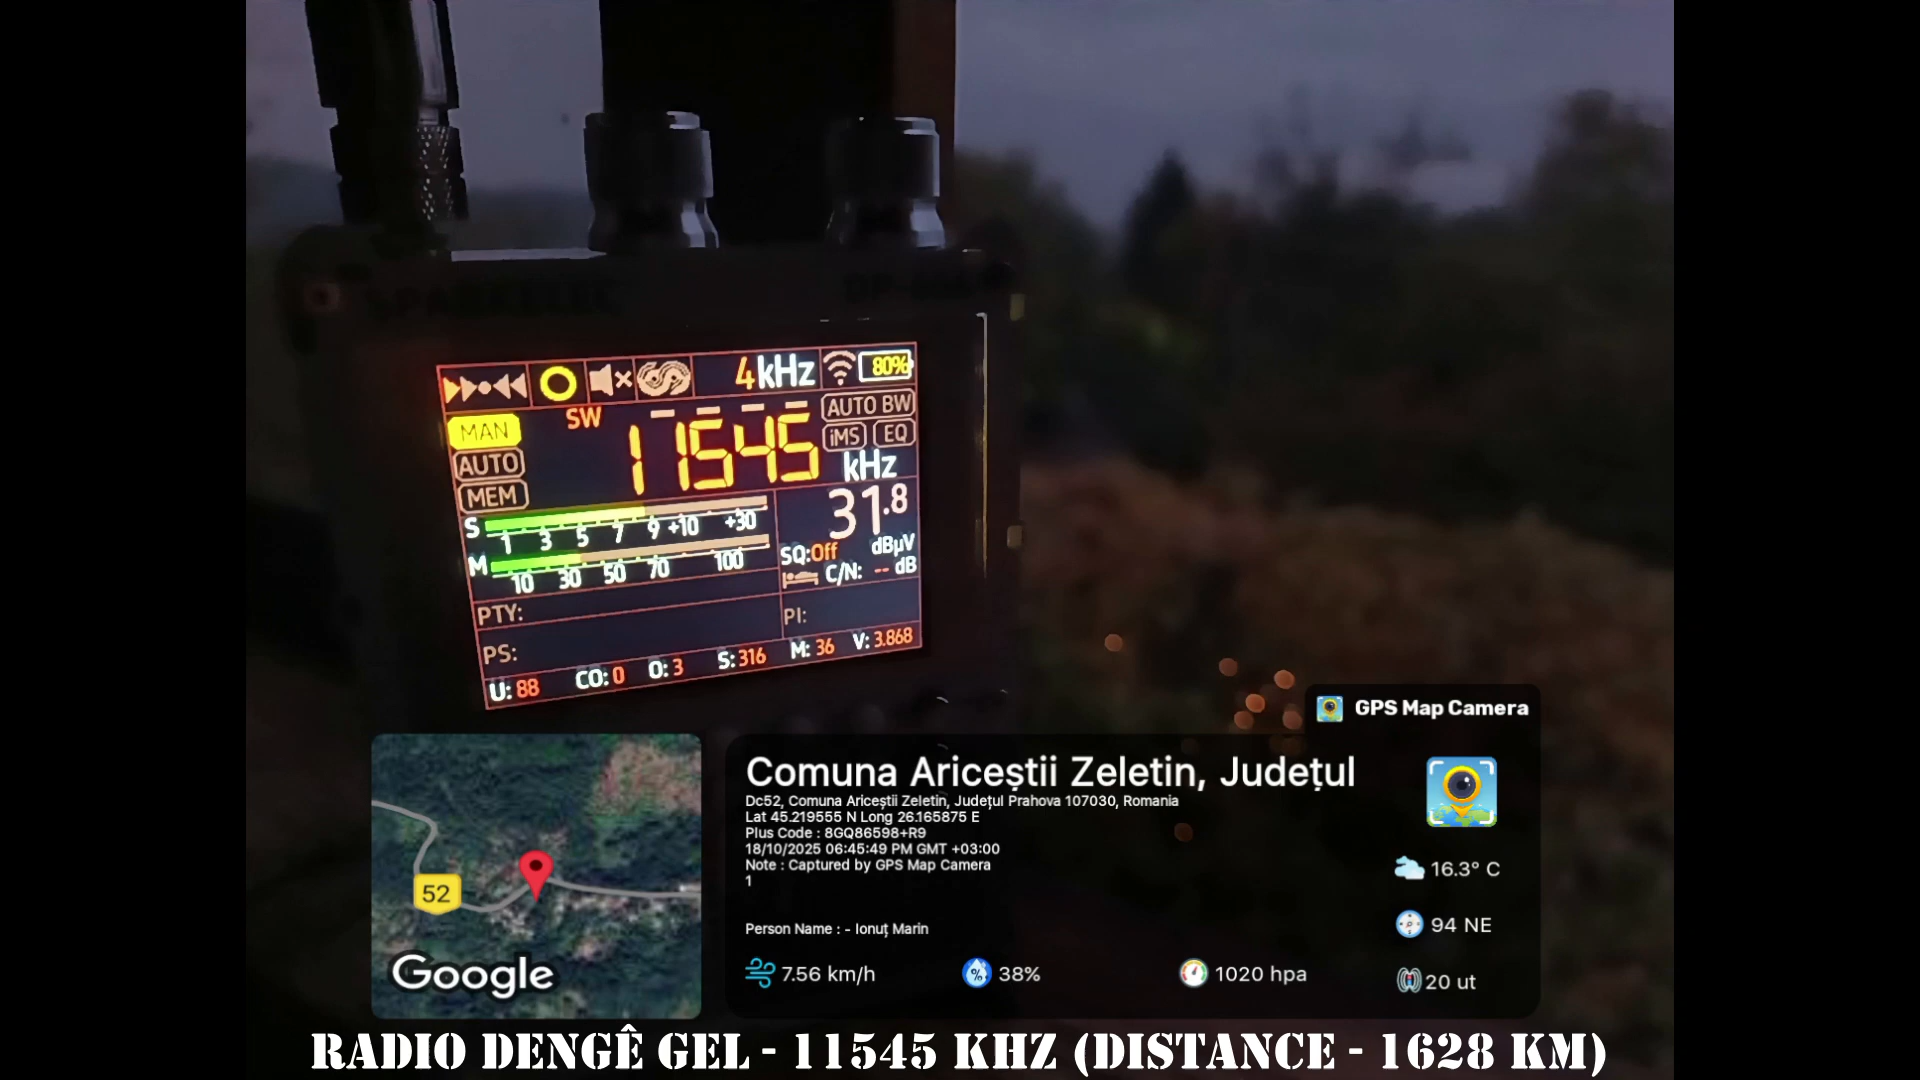 4kHz 80%
MAN SW 11545 kHz AUTO BW
iMS EQ
AUTO
MEM
S 1 3 5 7 9 +10 +30 31.8 dBµV
M 10 30 50 70 100 SQ:Off
C/N: -- dB
PTY: PI:
PS:
U: 88 CO: 0 O: 3 S: 316 M: 36 V: 3.868
GPS Map Camera
Comuna Ariceștii Zeletin, Județul
Dc52, Comuna Ariceștii Zeletin, Județul Prahova 107030, Romania
Lat 45.219555 N Long 26.165875 E
Plus Code : 8GQ86598+R9
18/10/2025 06:45:49 PM GMT +03:00
Note : Captured by GPS Map Camera
1
Person Name : - Ionuț Marin
7.56 km/h 38% 1020 hpa
16.3° C
94 NE
20 ut
52
Google
RADIO DENGÊ GEL - 11545 KHZ (DISTANCE - 1628 KM)